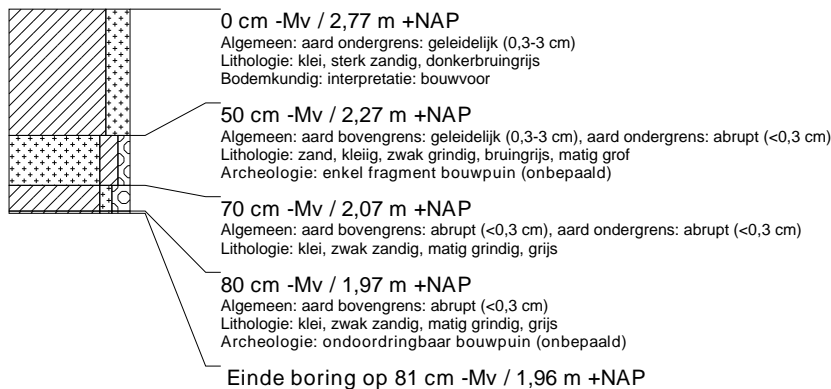 0 cm -Mv / 2,77 m +NAP
Algemeen: aard ondergrens: geleidelijk (0,3-3 cm)
Lithologie: klei, sterk zandig, donkerbruingrijs
Bodemkundig: interpretatie: bouwvoor
50 cm -Mv / 2,27 m +NAP
Algemeen: aard bovengrens: geleidelijk (0,3-3 cm), aard ondergrens: abrupt (<0,3 cm)
Lithologie: zand, kleiig, zwak grindig, bruingrijs, matig grof
Archeologie: enkel fragment bouwpuin (onbepaald)
70 cm -Mv / 2,07 m +NAP
Algemeen: aard bovengrens: abrupt (<0,3 cm), aard ondergrens: abrupt (<0,3 cm)
Lithologie: klei, zwak zandig, matig grindig, grijs
80 cm -Mv / 1,97 m +NAP
Algemeen: aard bovengrens: abrupt (<0,3 cm)
Lithologie: klei, zwak zandig, matig grindig, grijs
Archeologie: ondoordringbaar bouwpuin (onbepaald)
Einde boring op 81 cm -Mv / 1,96 m +NAP